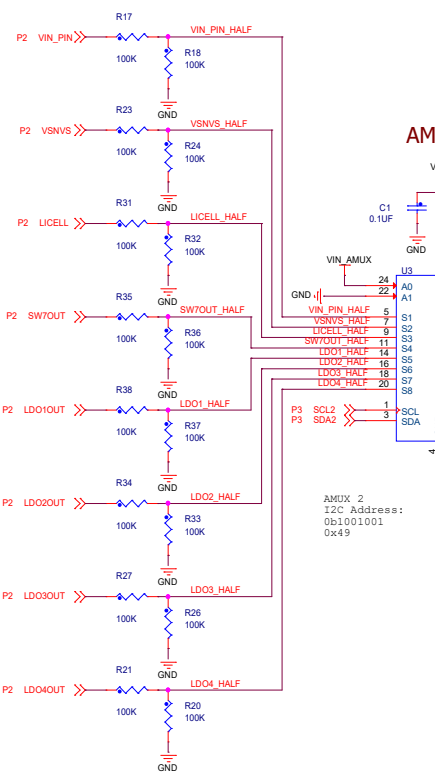 R17
P2 VIN_PIN
VIN_PIN_HALF
100K
R18
100K
GND
R23
P2 VSNVS
VSNVS_HALF
100K
R24
100K
GND
R31
P2 LICELL
LICELL_HALF
100K
R32
100K
GND
R35
P2 SW7OUT
SW7OUT_HALF
100K
R36
100K
GND
R38
P2 LDO1OUT
LDO1_HALF
100K
R37
100K
GND
R34
P2 LDO2OUT
LDO2_HALF
100K
R33
100K
GND
R27
P2 LDO3OUT
LDO3_HALF
100K
R26
100K
GND
R21
P2 LDO4OUT
LDO4_HALF
100K
R20
100K
GND
AM
V
C1
0.1UF
GND
VIN_AMUX
U3
24 A0
GND 22 A1
VIN_PIN_HALF 5 S1
VSNVS_HALF 7 S2
LICELL_HALF 9 S3
SW7OUT_HALF 11 S4
LDO1_HALF 14 S5
LDO2_HALF 16 S6
LDO3_HALF 18 S7
LDO4_HALF 20 S8
P3 SCL2 1 SCL
P3 SDA2 3 SDA
4
AMUX 2
I2C Address:
0b1001001
0x49